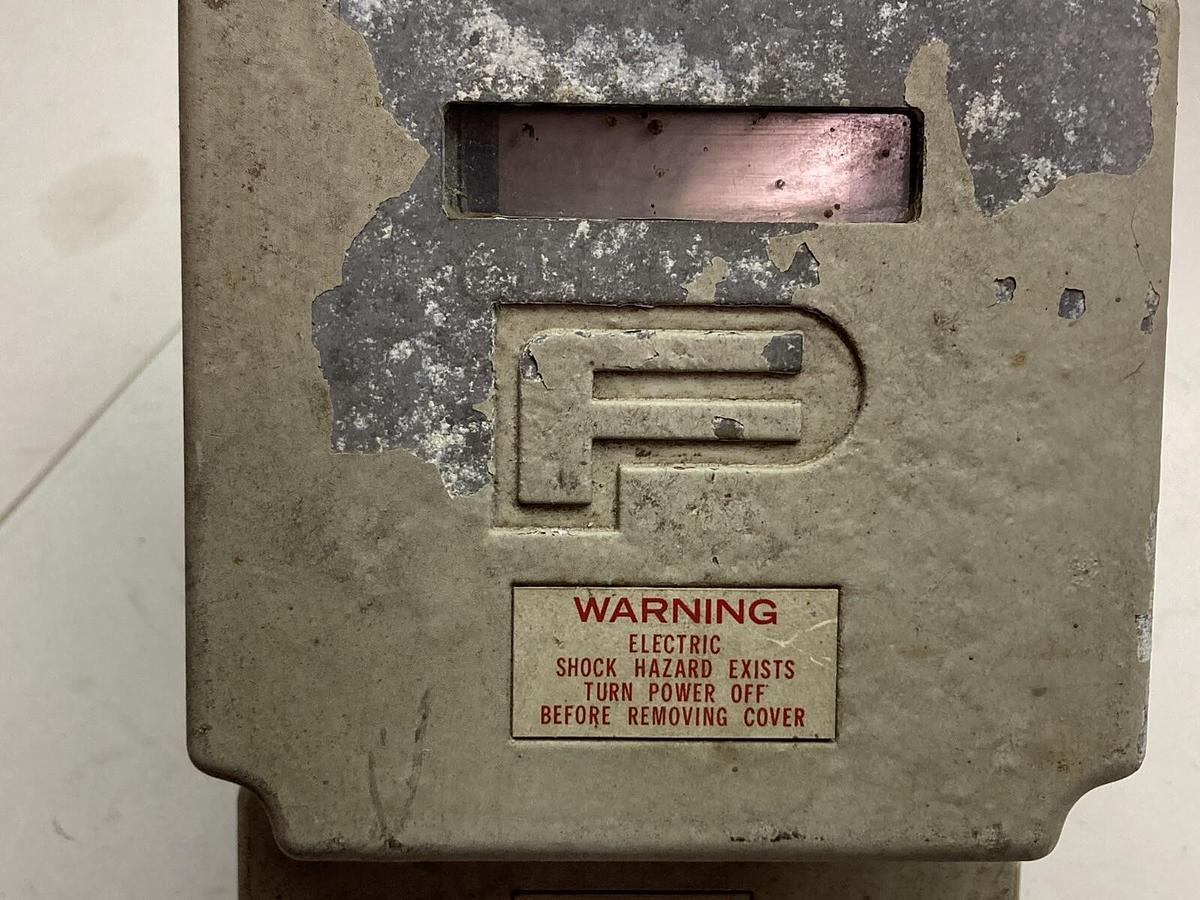 WARNING
ELECTRIC
SHOCK HAZARD EXISTS
TURN POWER OFF
BEFORE REMOVING COVER